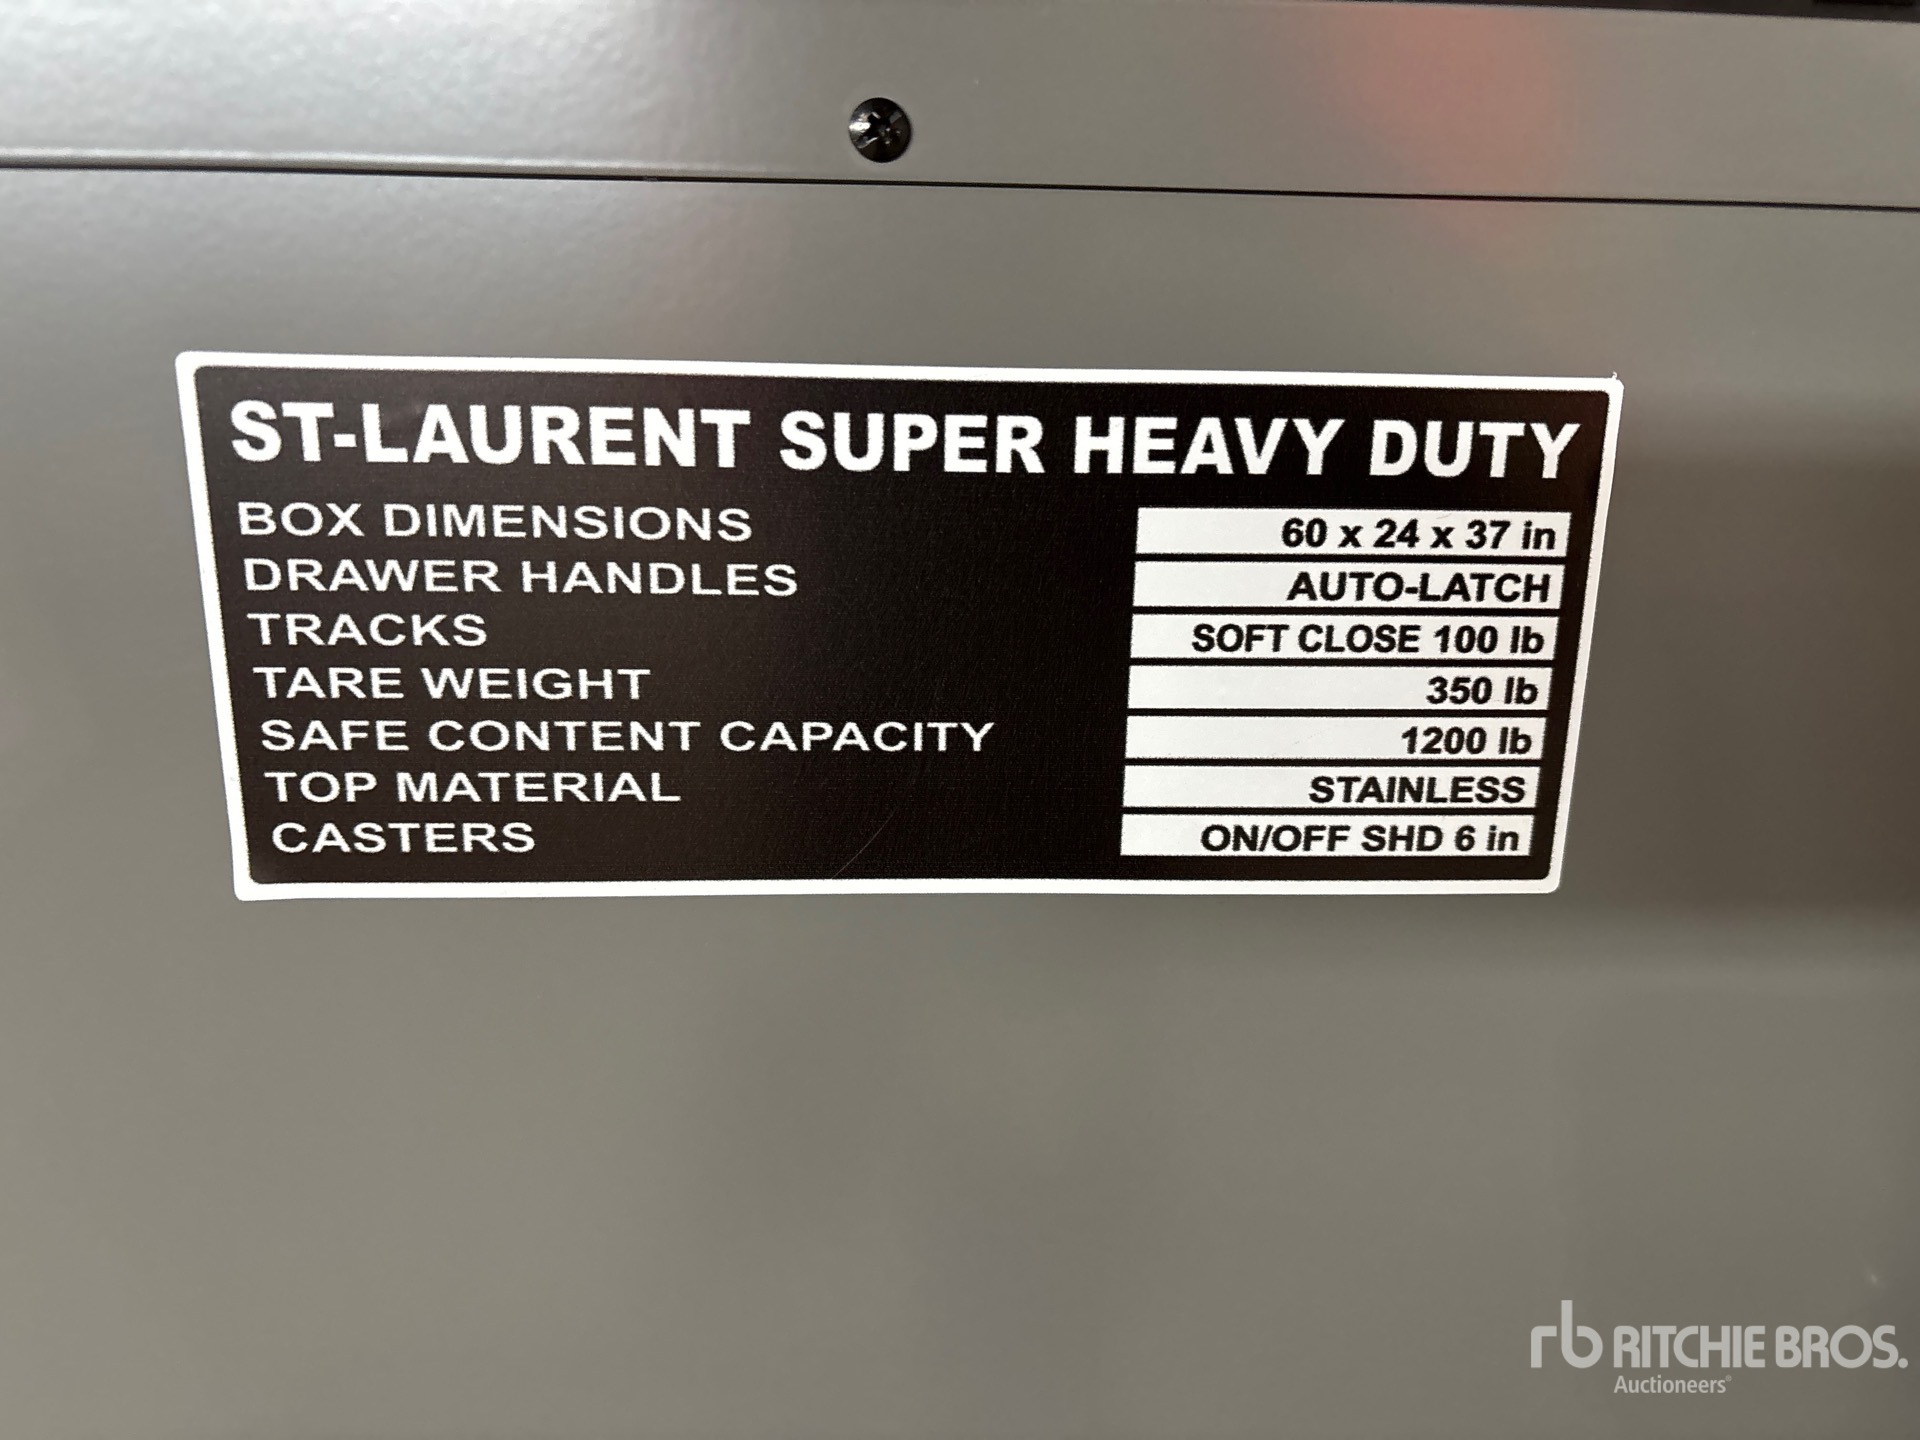 ST-LAURENT SUPER HEAVY DUTY
BOX DIMENSIONS 60 x 24 x 37 in
DRAWER HANDLES AUTO-LATCH
TRACKS SOFT CLOSE 100 lb
TARE WEIGHT 350 lb
SAFE CONTENT CAPACITY 1200 lb
TOP MATERIAL STAINLESS
CASTERS ON/OFF SHD 6 in
rb RITCHIE BROS.
Auctioneers®